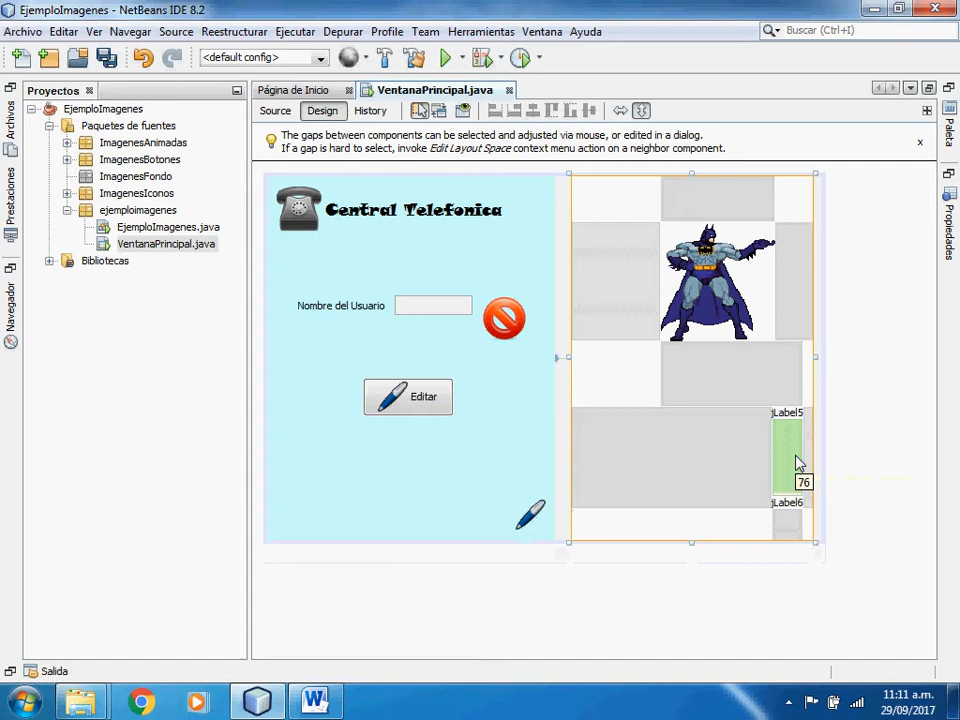 EjemploImagenes - NetBeans IDE 8.2
Archivo Editar Ver Navegar Source Reestructurar Ejecutar Depurar Profile Team Herramientas Ventana Ayuda
Buscar (Ctrl+I)
<default config>
Proyectos
Página de Inicio
VentanaPrincipal.java
Source Design History
The gaps between components can be selected and adjusted via mouse, or edited in a dialog.
If a gap is hard to select, invoke Edit Layout Space context menu action on a neighbor component.
x
Archivos
Prestaciones
Navegador
EjemploImagenes
Paquetes de fuentes
ImagenesAnimadas
ImagenesBotones
ImagenesFondo
ImagenesIconos
ejemploimagenes
EjemploImagenes.java
VentanaPrincipal.java
Bibliotecas
Central Telefonica
Nombre del Usuario
Editar
jLabel5
76
jLabel6
Paleta
Propiedades
Salida
11:11 a.m.
29/09/2017